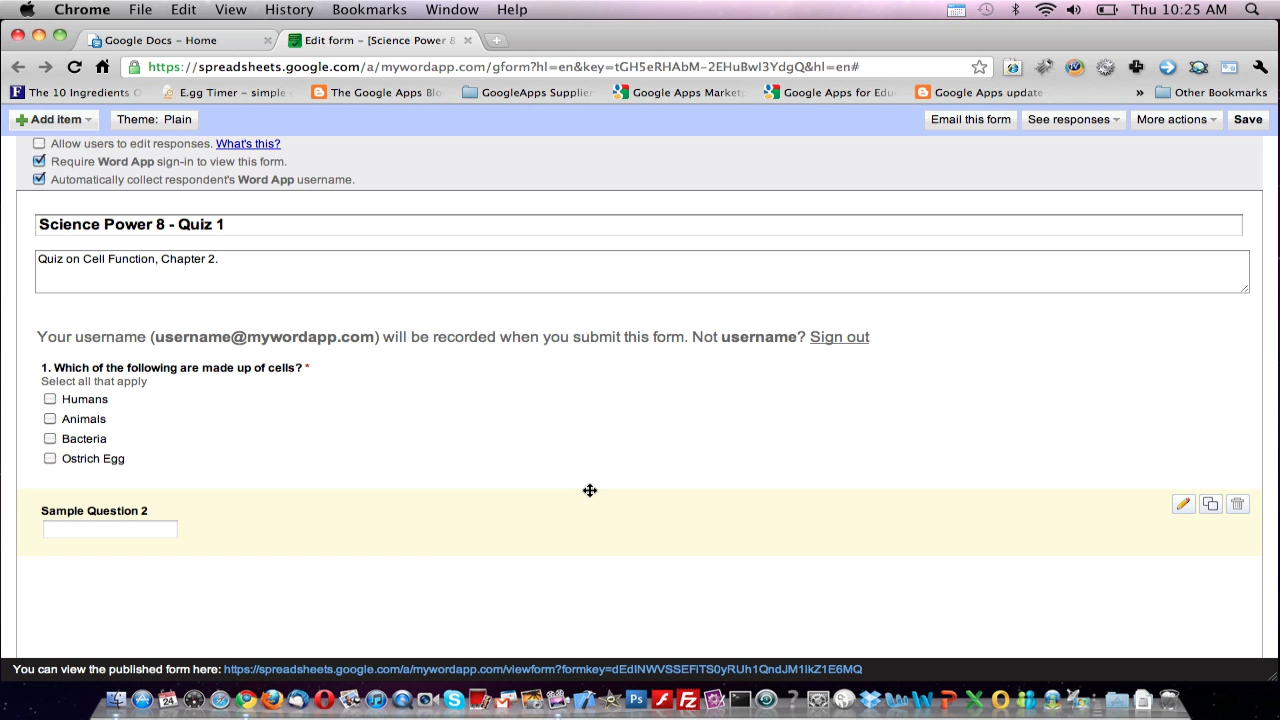 Chrome File Edit View History Bookmarks Window Help Thu 10:25 AM
Google Docs - Home Edit form - [Science Power 8
https://spreadsheets.google.com/a/mywordapp.com/gform?hl=en&key=tGH5eRHAbM-2EHuBwl3YdgQ&hl=en#
The 10 Ingredients E.gg Timer - simple The Google Apps Blo GoogleApps Supplier Google Apps Market Google Apps for Edu Google Apps update » Other Bookmarks
Add item Theme: Plain Email this form See responses More actions Save
Allow users to edit responses. What's this?
Require Word App sign-in to view this form.
Automatically collect respondent's Word App username.
Science Power 8 - Quiz 1
Quiz on Cell Function, Chapter 2.
Your username (username@mywordapp.com) will be recorded when you submit this form. Not username? Sign out
1. Which of the following are made up of cells? *
Select all that apply
Humans
Animals
Bacteria
Ostrich Egg
Sample Question 2
You can view the published form here: https://spreadsheets.google.com/a/mywordapp.com/viewform?formkey=dEdINWVSSEFiTS0yRUh1QndJM1lkZ1E6MQ